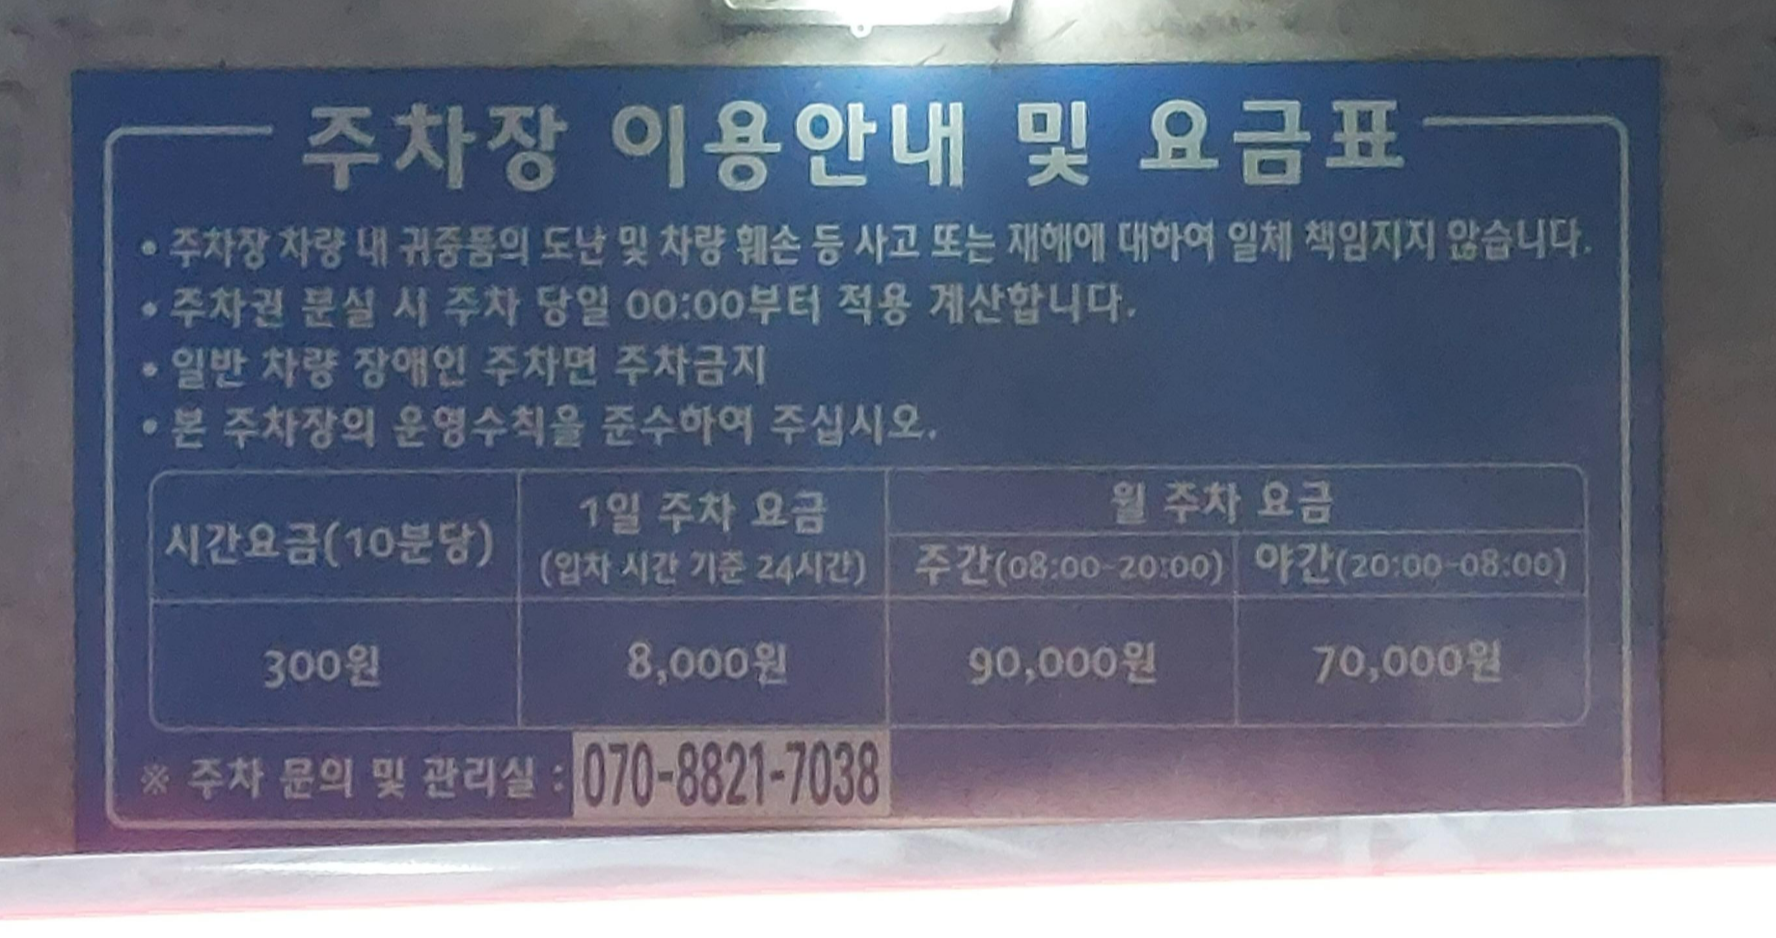 주차장 이용안내 및 요금표
• 주차장 차량 내 귀중품의 도난 및 차량 훼손 등 사고 또는 재해에 대하여 일체 책임지지 않습니다.
• 주차권 분실 시 주차 당일 00:00부터 적용 계산합니다.
• 일반 차량 장애인 주차면 주차금지
• 본 주차장의 운영수칙을 준수하여 주십시오.
시간요금(10분당)
1일 주차 요금
(입차 시간 기준 24시간)
월 주차 요금
주간(08:00-20:00)
야간(20:00-08:00)
300원
8,000원
90,000원
70,000원
※ 주차 문의 및 관리실 : 070-8821-7038